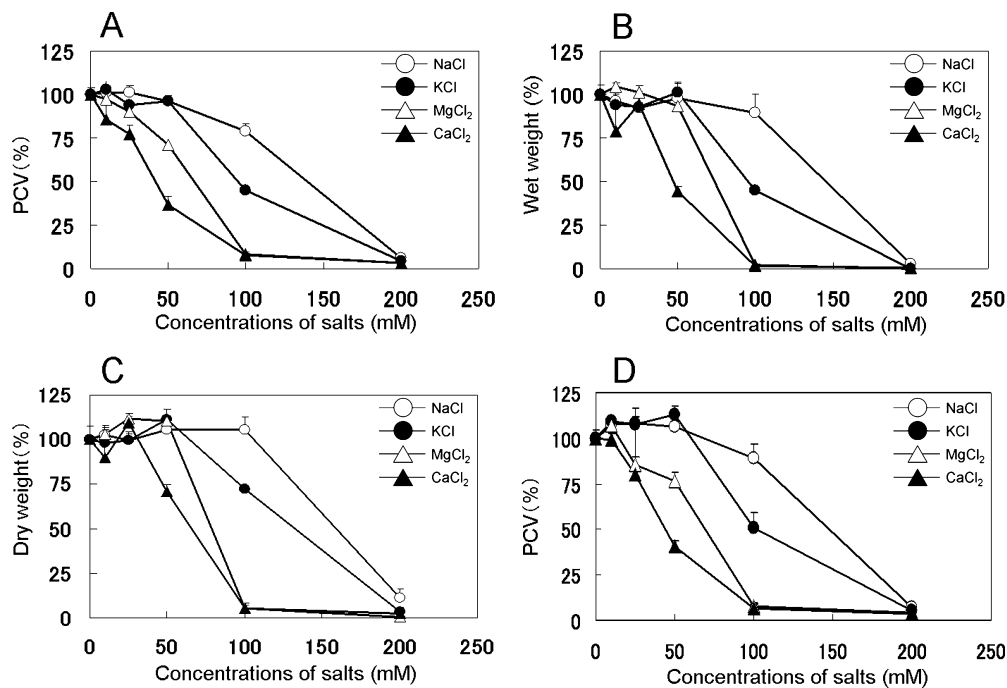 A
125
100
75
50
25
0
PCV(%)
0 50 100 150 200 250
Concentrations of salts (mM)
NaCl
KCl
MgCl₂
CaCl₂
B
125
100
75
50
25
0
Wet weight (%)
0 50 100 150 200 250
Concentrations of salts (mM)
NaCl
KCl
MgCl₂
CaCl₂
C
125
100
75
50
25
0
Dry weight(%)
0 50 100 150 200 250
Concentrations of salts (mM)
NaCl
KCl
MgCl₂
CaCl₂
D
125
100
75
50
25
0
PCV(%)
0 50 100 150 200 250
Concentrations of salts (mM)
NaCl
KCl
MgCl₂
CaCl₂